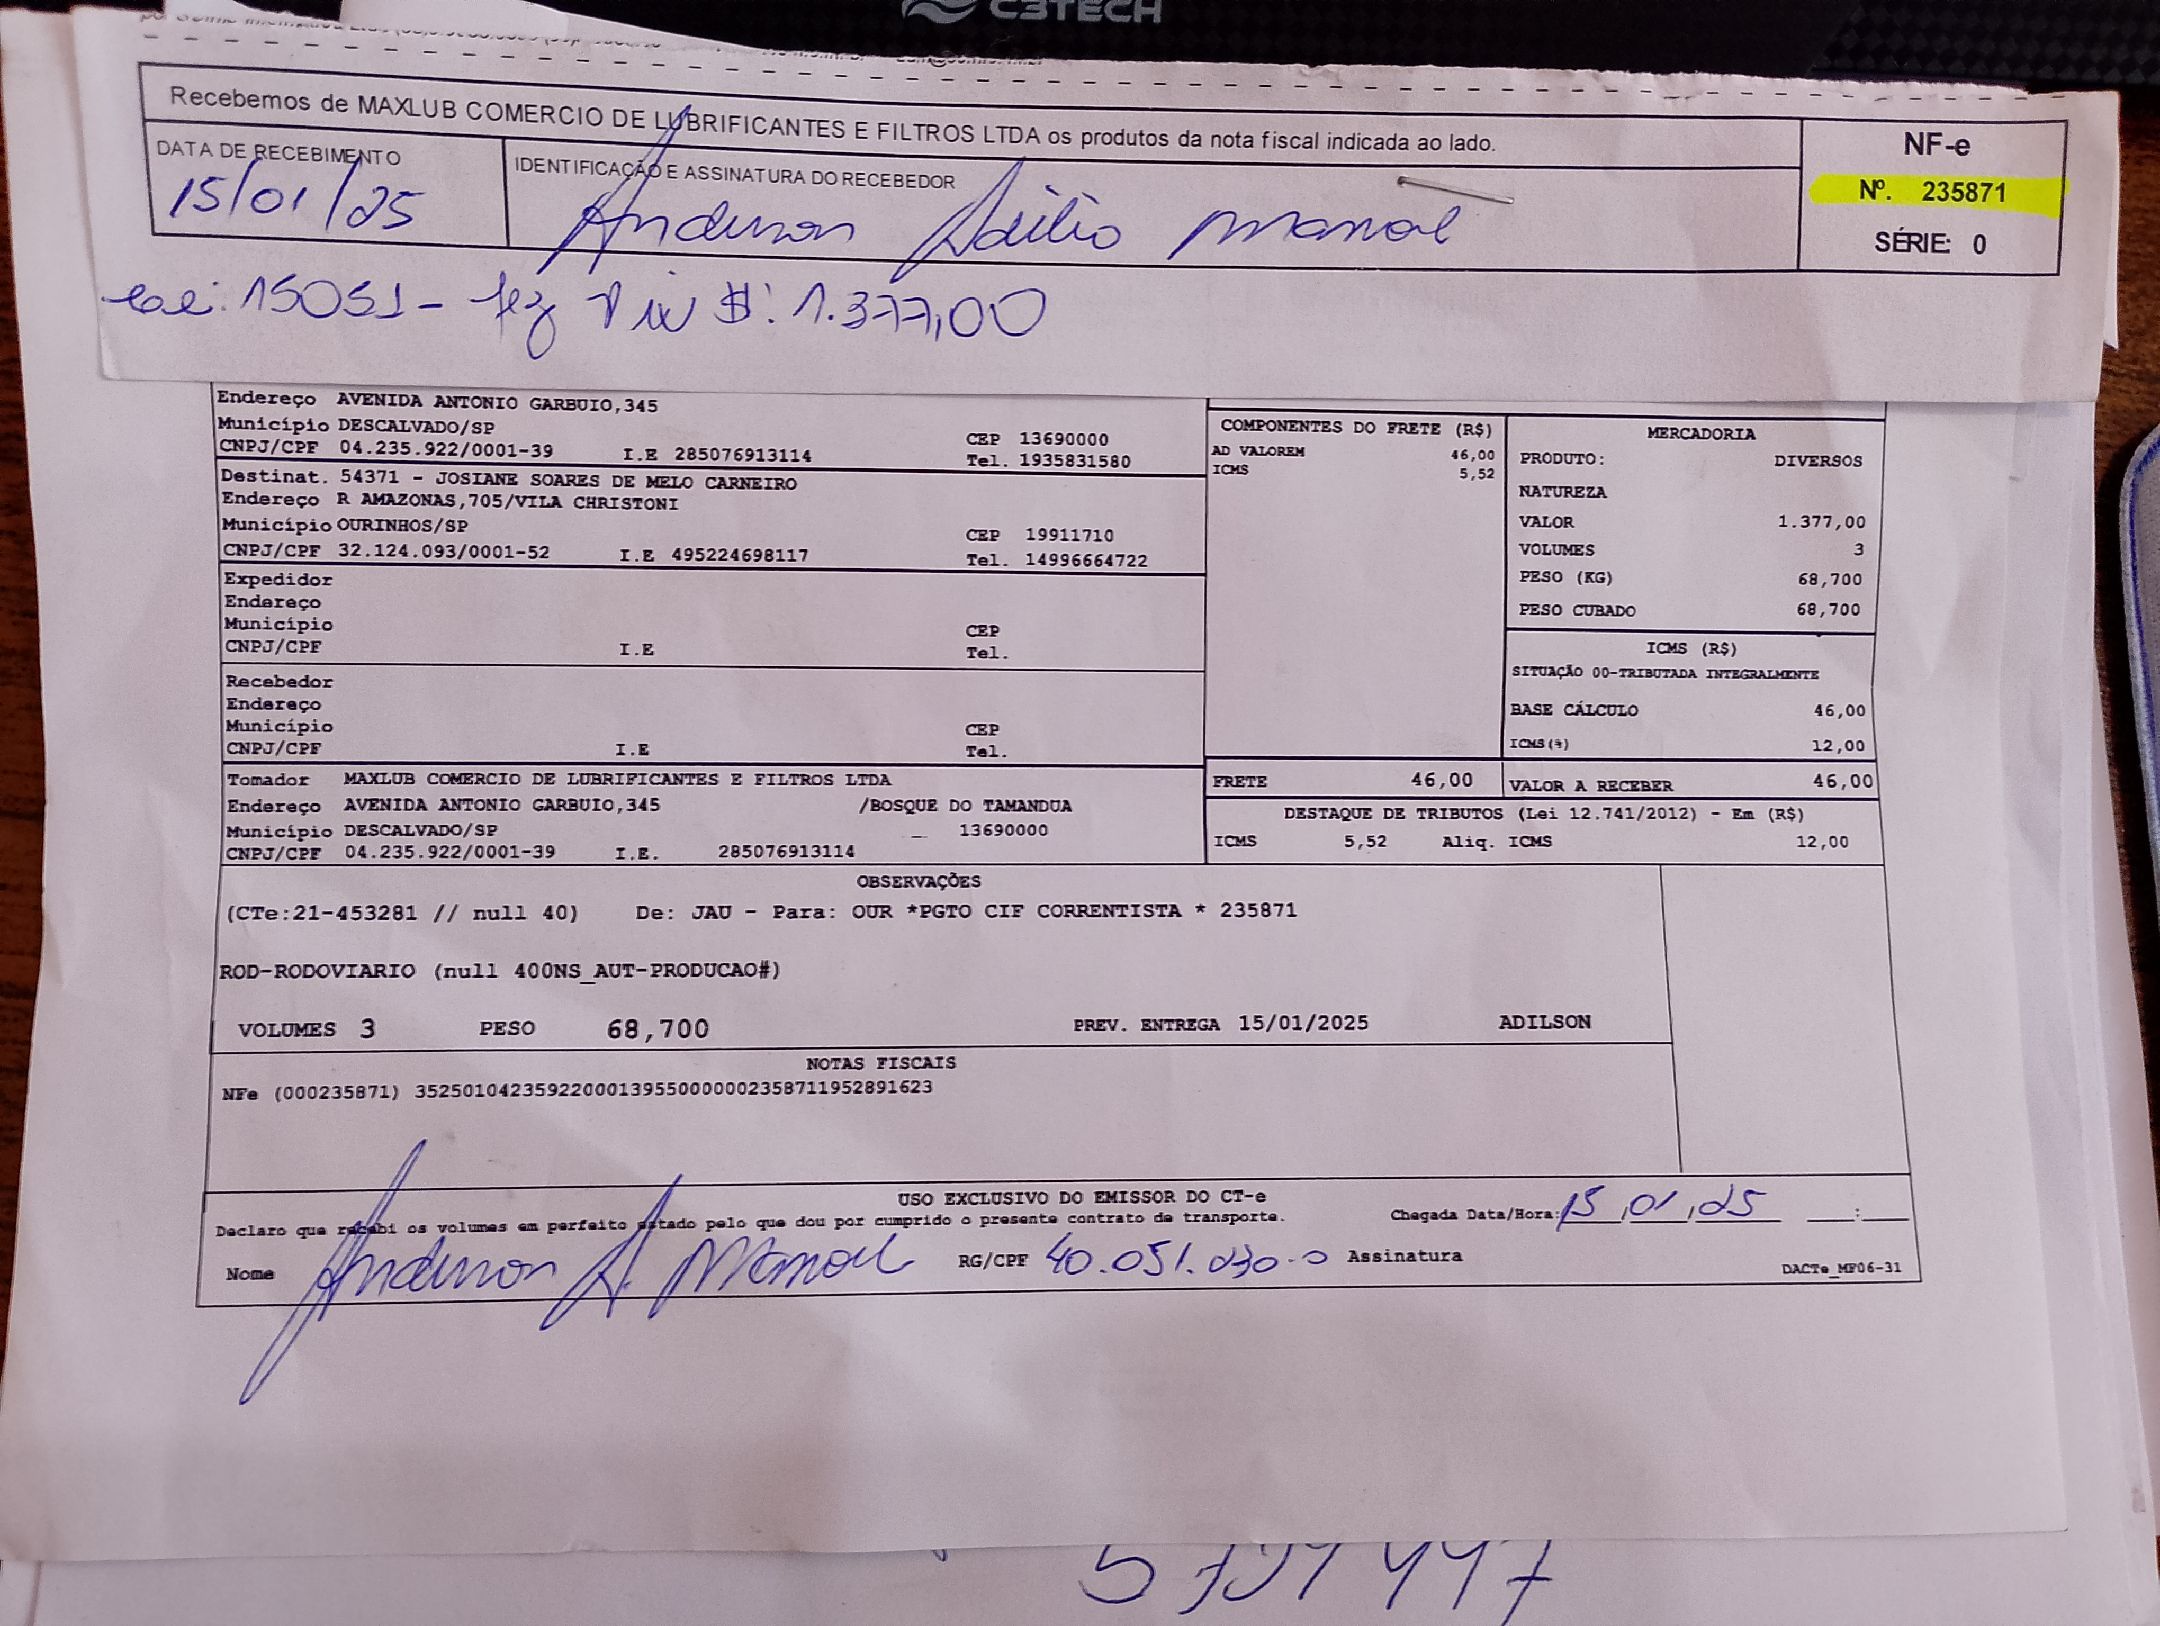 C3TECH
Recebemos de MAXLUB COMERCIO DE LUBRIFICANTES E FILTROS LTDA os produtos da nota fiscal indicada ao lado.
DATA DE RECEBIMENTO
15/01/25
IDENTIFICAÇÃO E ASSINATURA DO RECEBEDOR
Anderson Adilio Manoel
NF-e
Nº. 235871
SÉRIE: 0
15051 - fez Pix $: 1.377,00
Endereço AVENIDA ANTONIO GARBUIO,345
Município DESCALVADO/SP CEP 13690000
CNPJ/CPF 04.235.922/0001-39 I.E 285076913114 Tel. 1935831580
Destinat. 54371 - JOSIANE SOARES DE MELO CARNEIRO
Endereço R AMAZONAS,705/VILA CHRISTONI
Município OURINHOS/SP CEP 19911710
CNPJ/CPF 32.124.093/0001-52 I.E 495224698117 Tel. 14996664722
Expedidor
Endereço
Município CEP
CNPJ/CPF I.E Tel.
Recebedor
Endereço
Município CEP
CNPJ/CPF I.E Tel.
Tomador MAXLUB COMERCIO DE LUBRIFICANTES E FILTROS LTDA
Endereço AVENIDA ANTONIO GARBUIO,345 /BOSQUE DO TAMANDUA
Município DESCALVADO/SP 13690000
CNPJ/CPF 04.235.922/0001-39 I.E. 285076913114
COMPONENTES DO FRETE (R$)
AD VALOREM 46,00
ICMS 5,52
MERCADORIA
PRODUTO: DIVERSOS
NATUREZA
VALOR 1.377,00
VOLUMES 3
PESO (KG) 68,700
PESO CUBADO 68,700
ICMS (R$)
SITUAÇÃO 00-TRIBUTADA INTEGRALMENTE
BASE CÁLCULO 46,00
ICMS(%) 12,00
FRETE 46,00 VALOR A RECEBER 46,00
DESTAQUE DE TRIBUTOS (Lei 12.741/2012) - Em (R$)
ICMS 5,52 Aliq. ICMS 12,00
OBSERVAÇÕES
(CTe:21-453281 // null 40) De: JAU - Para: OUR *PGTO CIF CORRENTISTA * 235871
ROD-RODOVIARIO (null 400NS_AUT-PRODUCAO#)
VOLUMES 3 PESO 68,700 PREV. ENTREGA 15/01/2025 ADILSON
NOTAS FISCAIS
NFe (000235871) 35250104235922000139550000002358711952891623
USO EXCLUSIVO DO EMISSOR DO CT-e
Declaro que recebi os volumes em perfeito estado pelo que dou por cumprido o presente contrato de transporte. Chegada Data/Hora: 15,01,25 __:__
Nome Anderson A. Manoel RG/CPF 40.051.030-0 Assinatura
DACTe_MF06-31